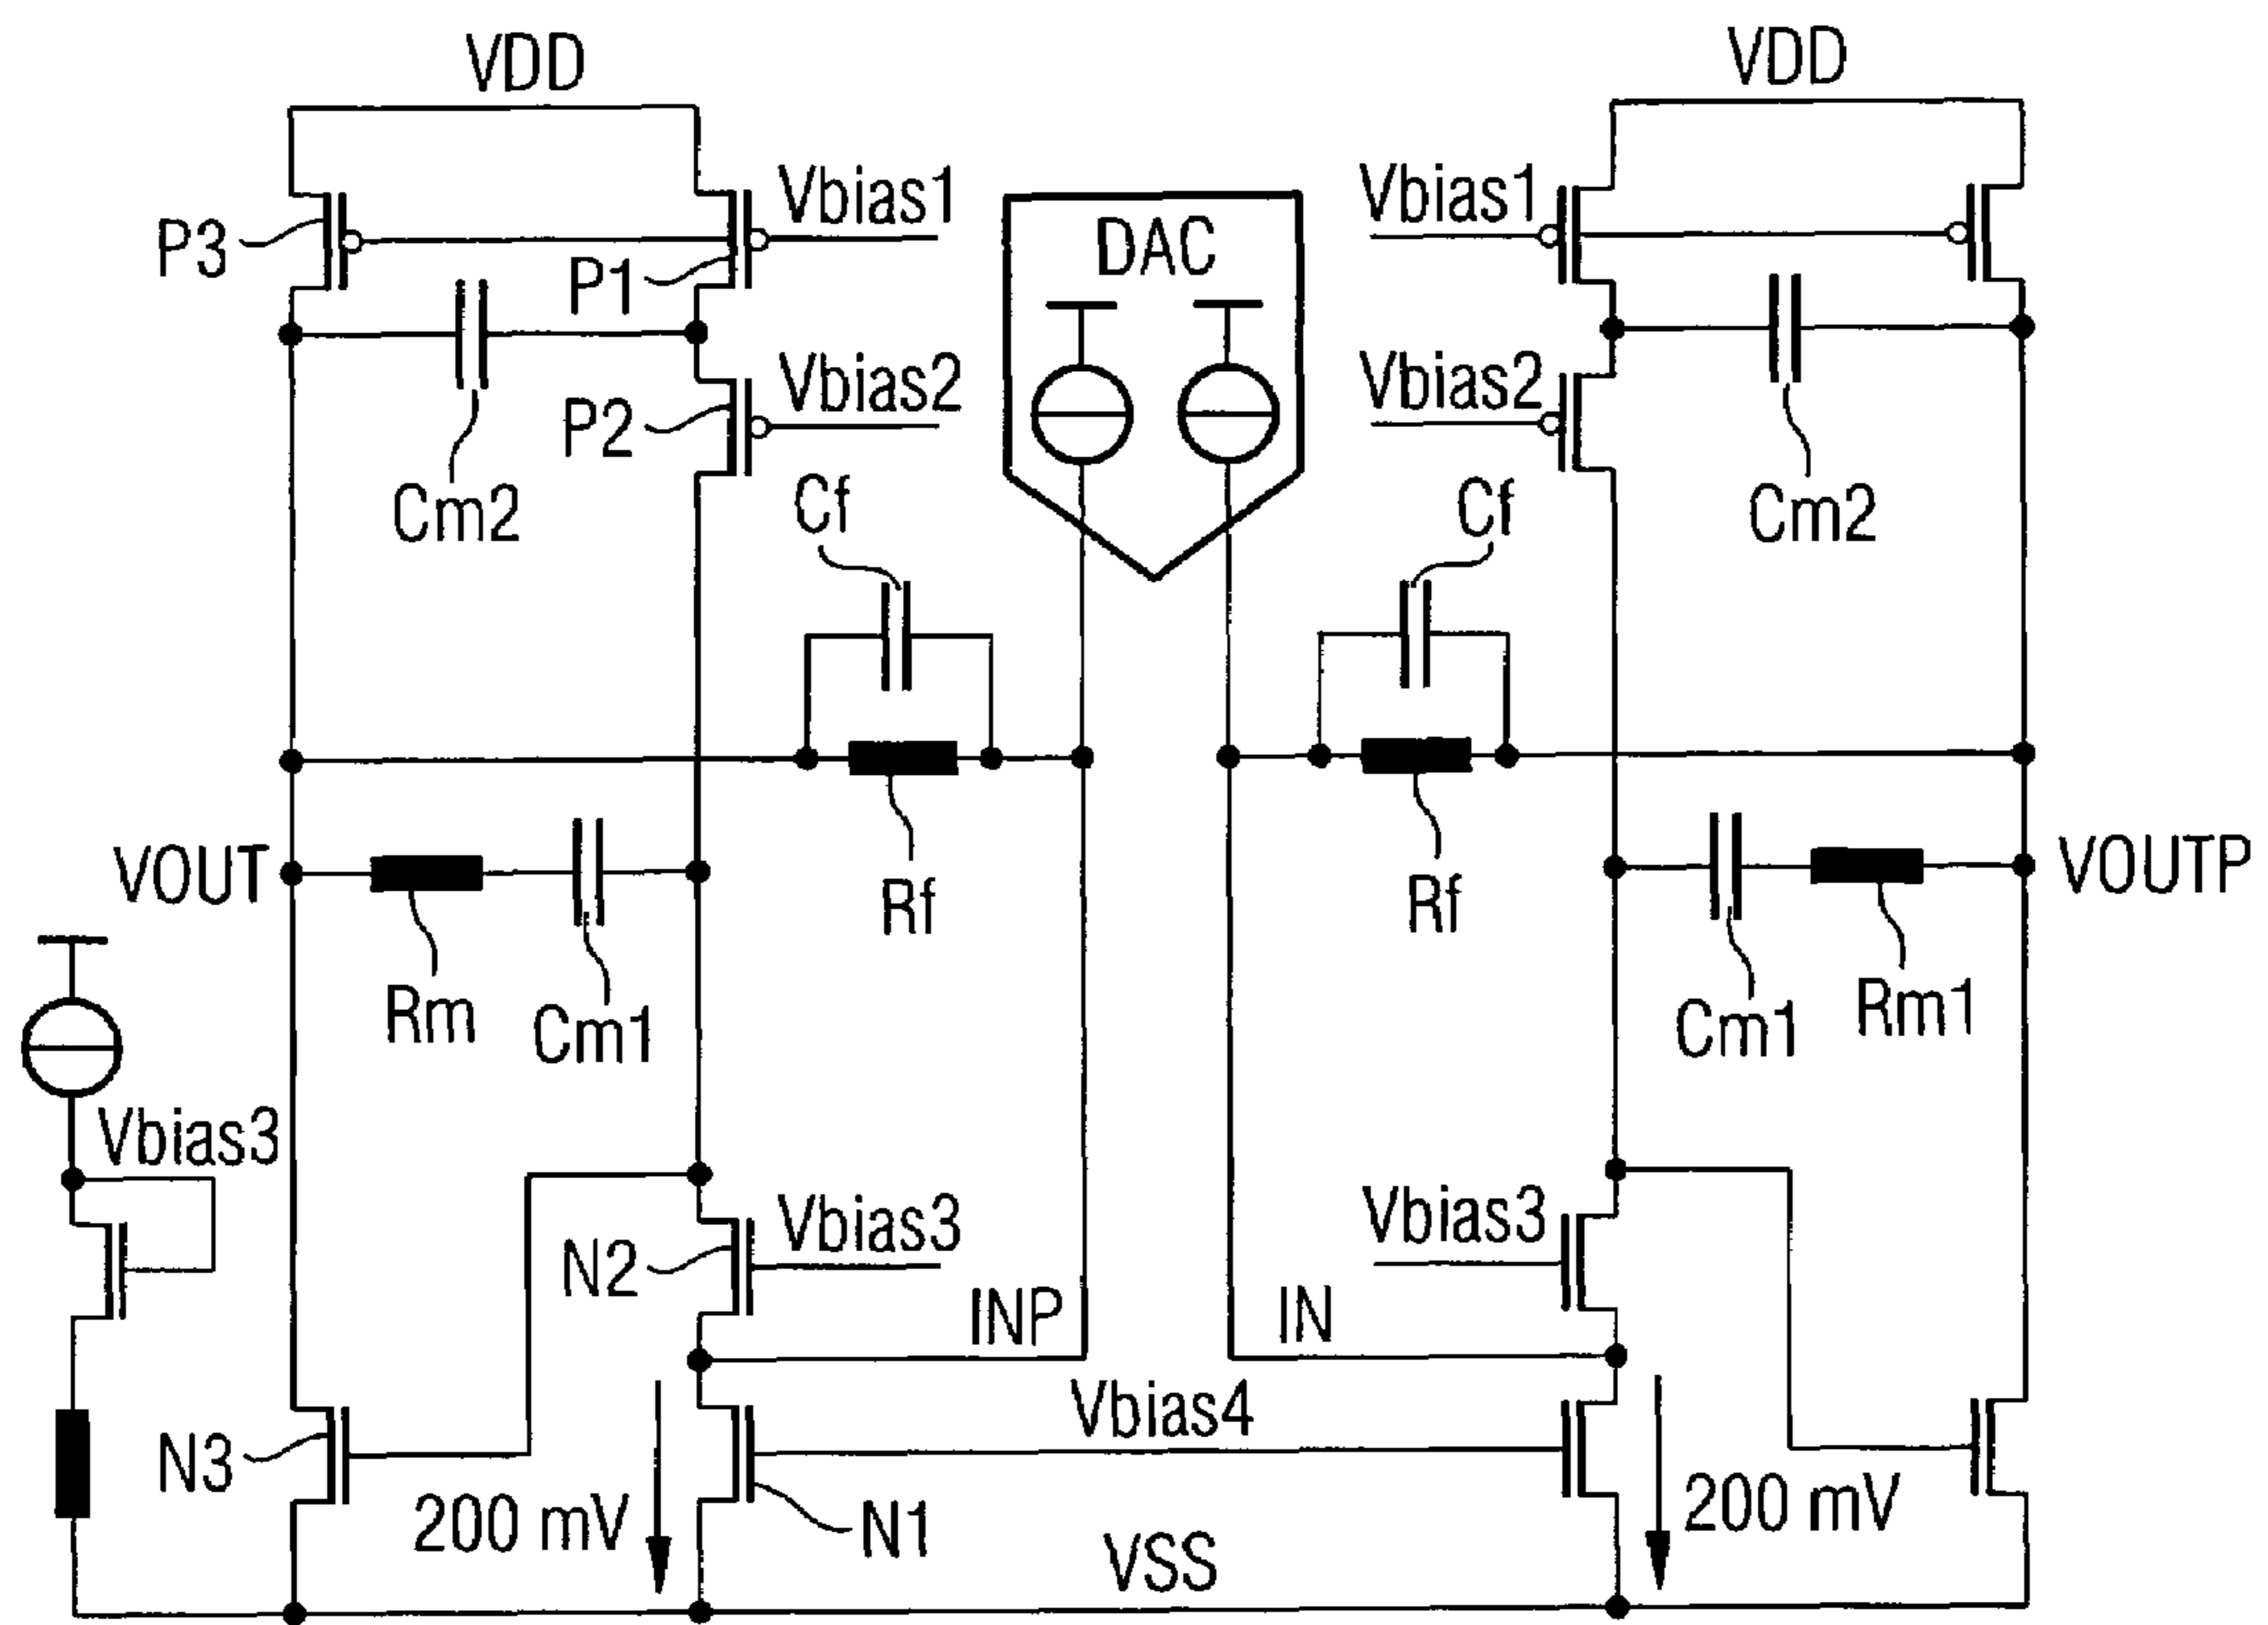 VDD
VDD
Vbias1
Vbias1
P3
DAC
P1
Vbias2
Vbias2
P2
Cf
Cf
Cm2
Cm2
VOUT
VOUTP
Rf
Rf
Rm
Cm1
Cm1
Rm1
Vbias3
Vbias3
Vbias3
N2
INP
IN
Vbias4
N3
200 mV
N1
200 mV
VSS